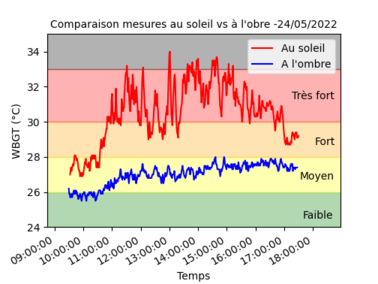 Comparaison mesures au soleil vs à l'obre -24/05/2022
Au soleil
A l'ombre
34
32
30
28
26
24
WBGT (°C)
Très fort
Fort
Moyen
Faible
09:00:00
10:00:00
11:00:00
12:00:00
13:00:00
14:00:00
15:00:00
16:00:00
17:00:00
18:00:00
Temps